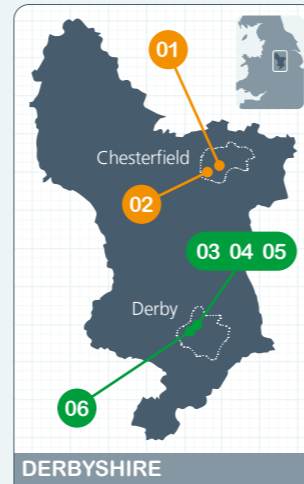 01
Chesterfield
02
03 04 05
Derby
06
DERBYSHIRE